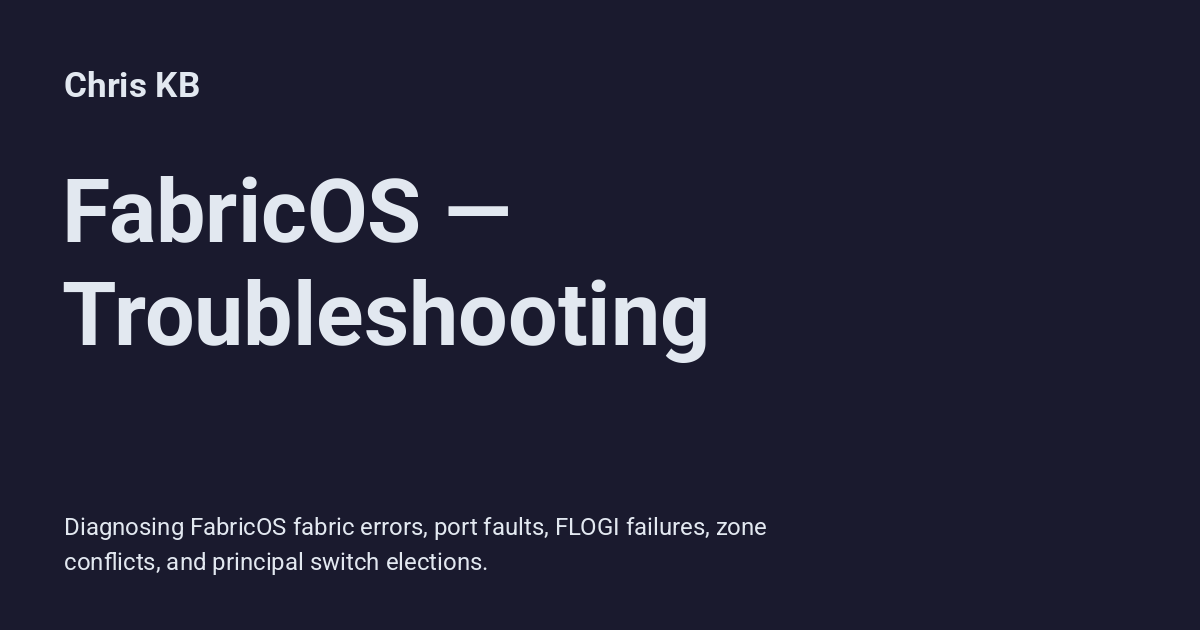 Chris KB
FabricOS —
Troubleshooting
Diagnosing FabricOS fabric errors, port faults, FLOGI failures, zone
conflicts, and principal switch elections.